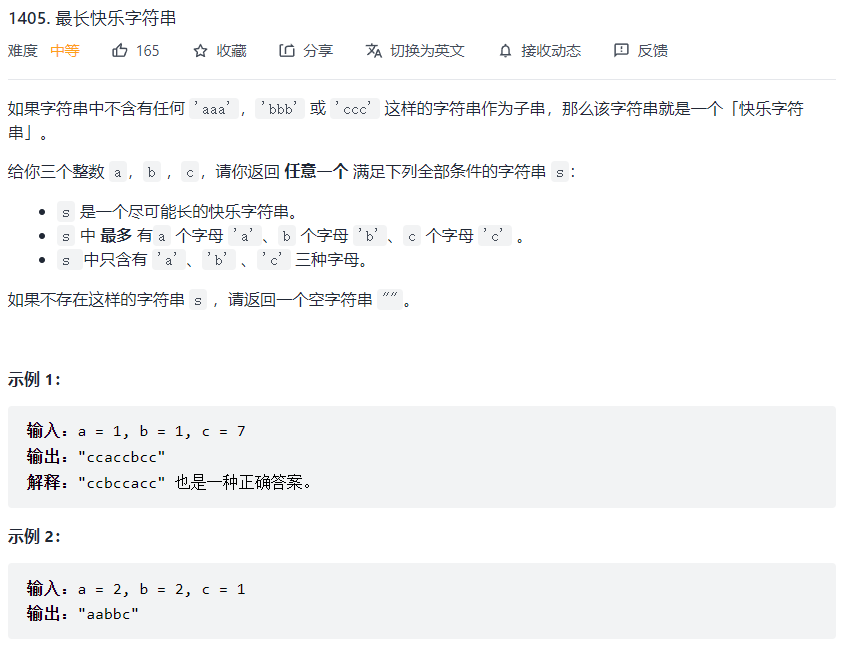 1405. 最长快乐字符串
难度 中等 165 收藏 分享 切换为英文 接收动态 反馈
如果字符串中不含有任何 'aaa'，'bbb' 或 'ccc' 这样的字符串作为子串，那么该字符串就是一个「快乐字符
串」。
给你三个整数 a，b ，c，请你返回 任意一个 满足下列全部条件的字符串 s：
s 是一个尽可能长的快乐字符串。
s 中 最多 有a 个字母 'a'、b 个字母 'b'、c 个字母 'c' 。
s 中只含有 'a'、'b' 、'c' 三种字母。
如果不存在这样的字符串 s ，请返回一个空字符串 ""。
示例 1：
输入：a = 1, b = 1, c = 7
输出："ccaccbcc"
解释："ccbccacc" 也是一种正确答案。
示例 2：
输入：a = 2, b = 2, c = 1
输出："aabbc"